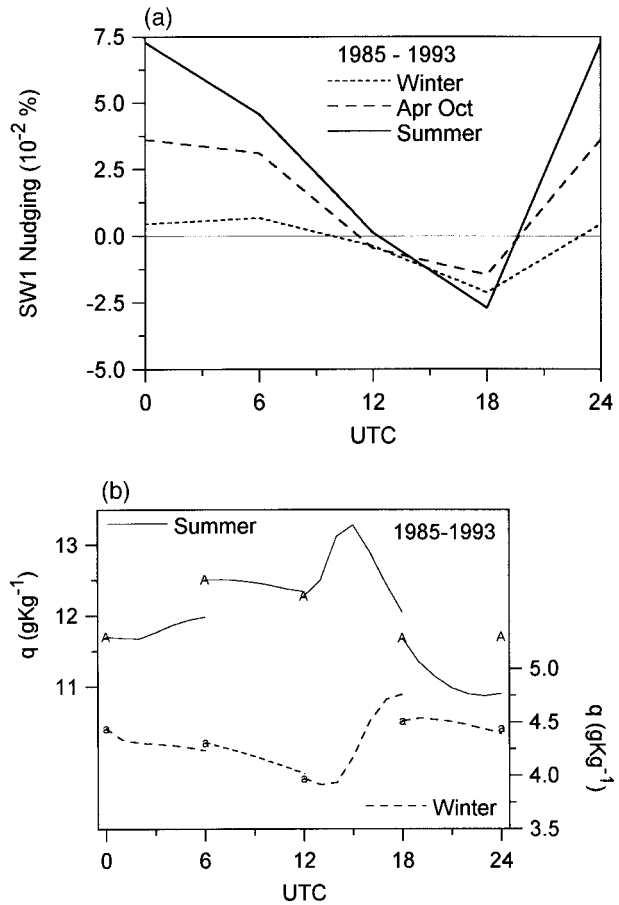 (a)
7.5
5.0
2.5
0.0
-2.5
-5.0
SW1 Nudging (10⁻² %)
1985 - 1993
Winter
Apr Oct
Summer
0 6 12 18 24
UTC
(b)
Summer
1985-1993
13
12
11
q (gKg⁻¹)
A A A A A
a a a a a
5.0
4.5
4.0
3.5
q (gKg⁻¹)
Winter
0 6 12 18 24
UTC